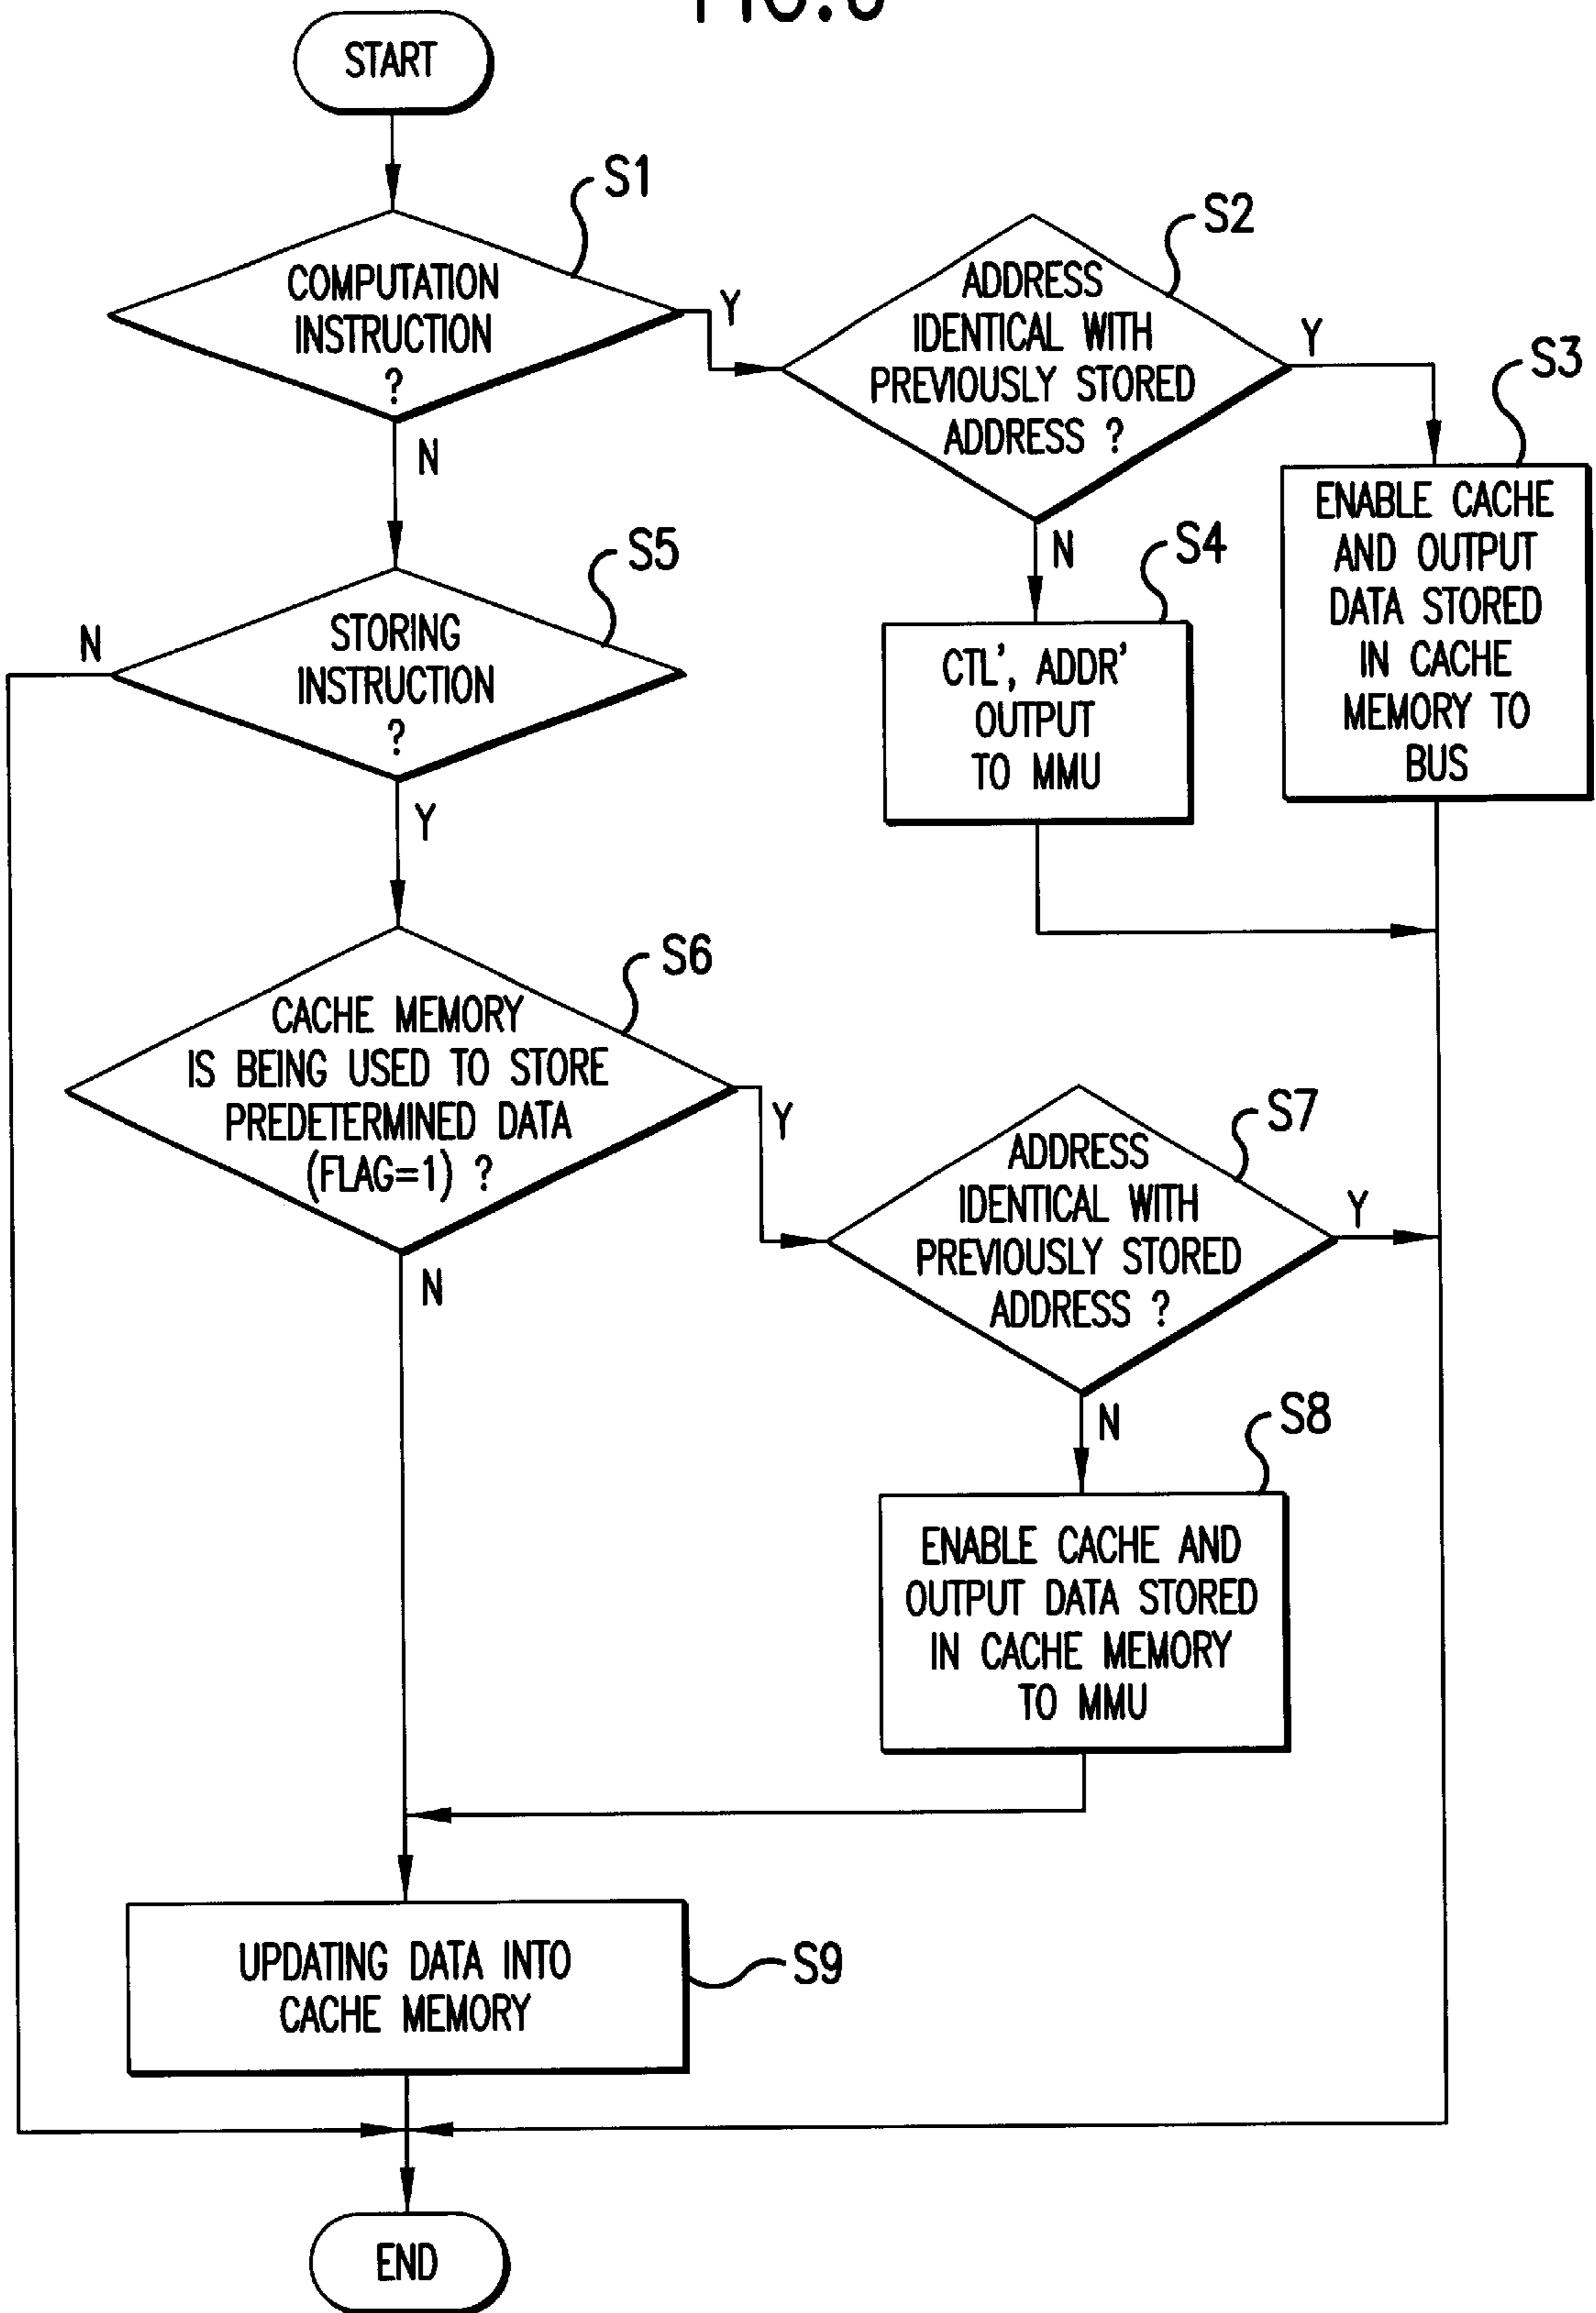 START
S1
COMPUTATION
INSTRUCTION
?
Y
N
S2
ADDRESS
IDENTICAL WITH
PREVIOUSLY STORED
ADDRESS ?
Y
N
S3
ENABLE CACHE
AND OUTPUT
DATA STORED
IN CACHE
MEMORY TO
BUS
S4
CTL', ADDR'
OUTPUT
TO MMU
S5
STORING
INSTRUCTION
?
N
Y
S6
CACHE MEMORY
IS BEING USED TO STORE
PREDETERMINED DATA
(FLAG=1) ?
Y
N
S7
ADDRESS
IDENTICAL WITH
PREVIOUSLY STORED
ADDRESS ?
Y
N
S8
ENABLE CACHE AND
OUTPUT DATA STORED
IN CACHE MEMORY
TO MMU
S9
UPDATING DATA INTO
CACHE MEMORY
END